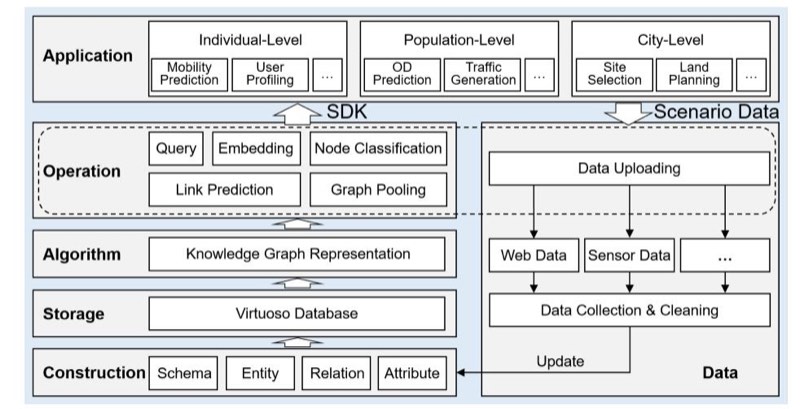 Application
Individual-Level
Mobility
Prediction
User
Profiling
...
Population-Level
OD
Prediction
Traffic
Generation
...
City-Level
Site
Selection
Land
Planning
...
SDK
Scenario Data
Operation
Query
Embedding
Node Classification
Link Prediction
Graph Pooling
Data Uploading
Algorithm
Knowledge Graph Representation
Web Data
Sensor Data
...
Storage
Virtuoso Database
Data Collection & Cleaning
Construction
Schema
Entity
Relation
Attribute
Update
Data